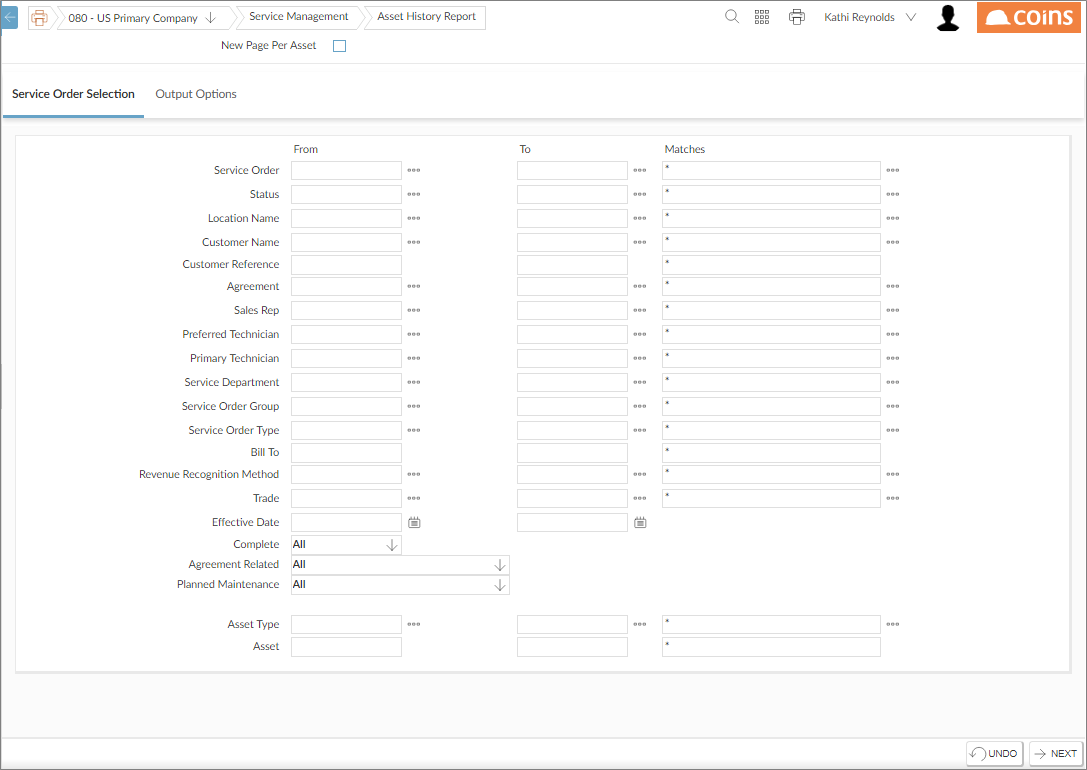 080 - US Primary Company Service Management Asset History Report Kathi Reynolds coins
New Page Per Asset
Service Order Selection Output Options
From To Matches
Service Order *
Status *
Location Name *
Customer Name *
Customer Reference *
Agreement *
Sales Rep *
Preferred Technician *
Primary Technician *
Service Department *
Service Order Group *
Service Order Type *
Bill To *
Revenue Recognition Method *
Trade *
Effective Date
Complete All
Agreement Related All
Planned Maintenance All
Asset Type *
Asset *
UNDO NEXT